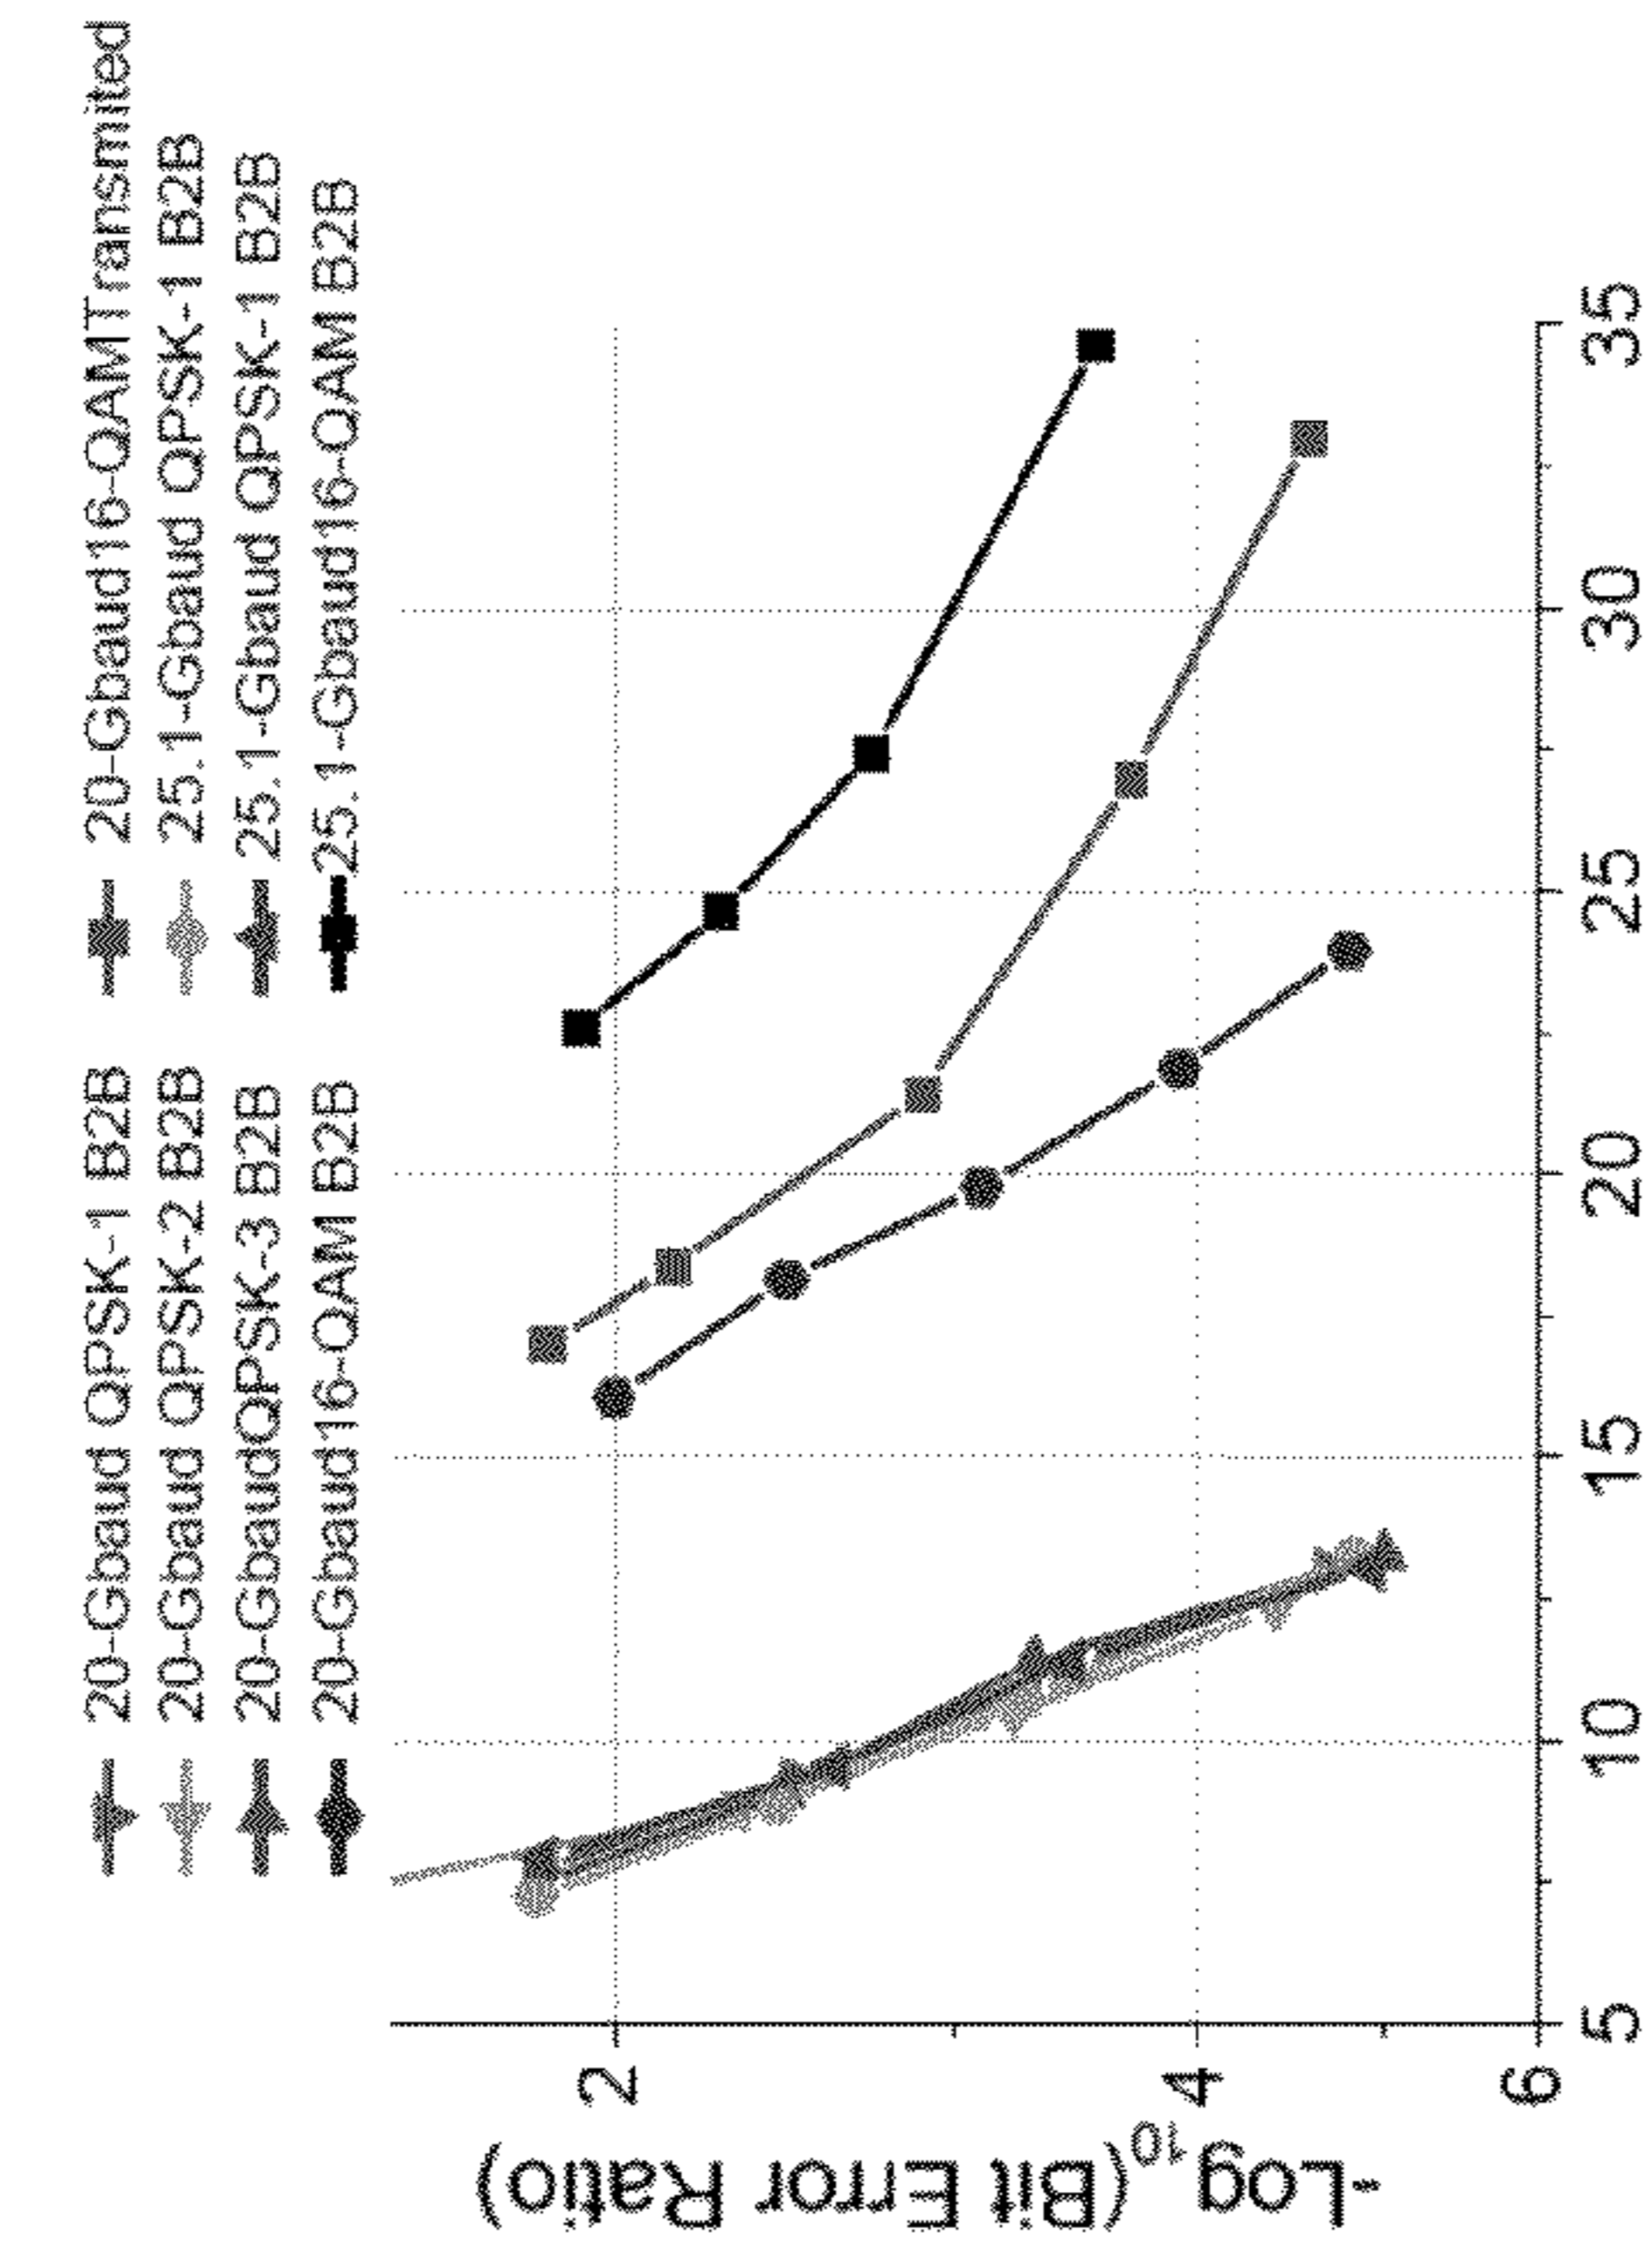 20-Gbaud QPSK-1 B2B
20-Gbaud16-QAMTransmited
20-Gbaud QPSK-2 B2B
25.1-Gbaud QPSK-1 B2B
20-GbaudQPSK-3 B2B
25.1-Gbaud QPSK-1 B2B
20-Gbaud16-QAM B2B
25.1-Gbaud16-QAM B2B
-Log10(Bit Error Ratio)
2
4
6
5 10 15 20 25 30 35